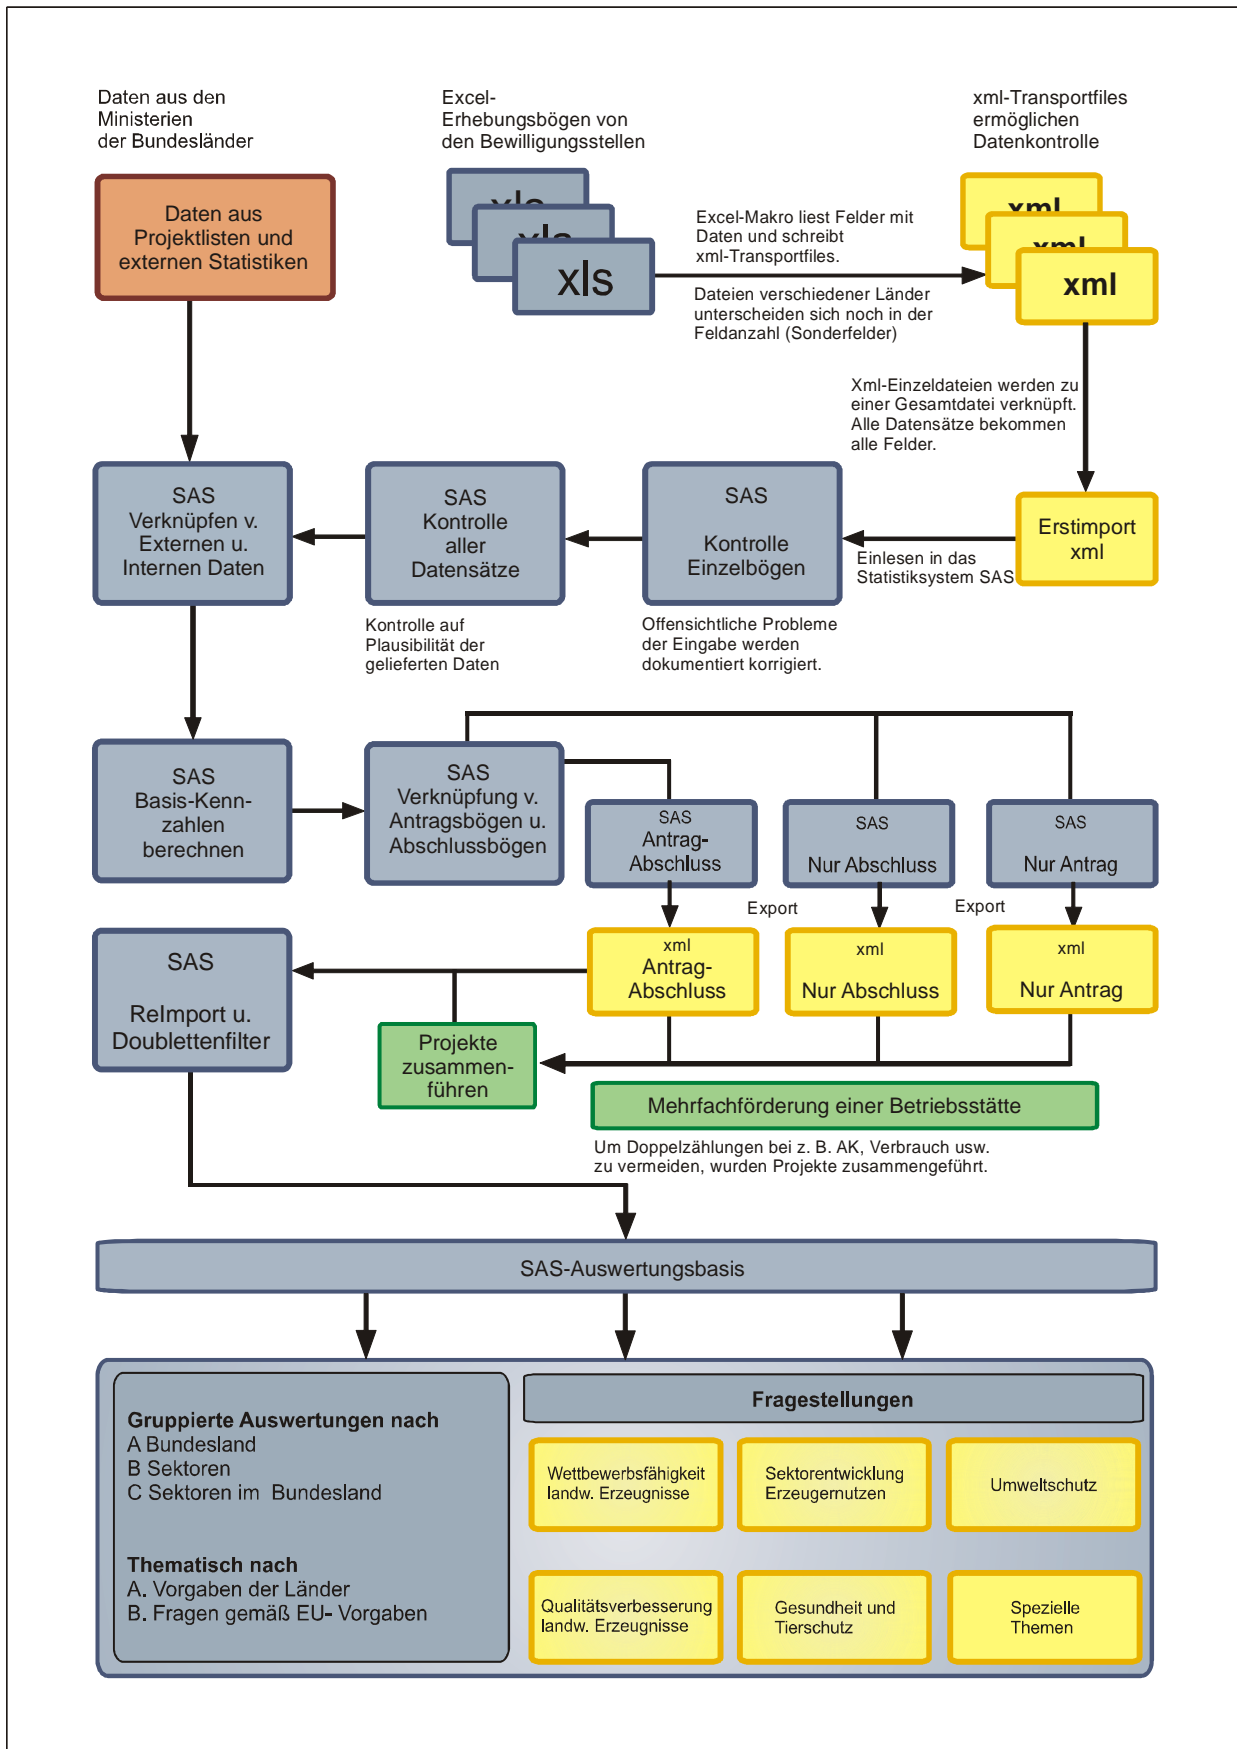 Daten aus den
Ministerien
der Bundesländer
Excel-
Erhebungsbögen von
den Bewilligungsstellen
xml-Transportfiles
ermöglichen
Datenkontrolle
Daten aus
Projektlisten und
externen Statistiken
xls
xls
xls
Excel-Makro liest Felder mit
Daten und schreibt
xml-Transportfiles.
Dateien verschiedener Länder
unterscheiden sich noch in der
Feldanzahl (Sonderfelder)
xml
xml
xml
Xml-Einzeldateien werden zu
einer Gesamtdatei verknüpft.
Alle Datensätze bekommen
alle Felder.
SAS
Verknüpfen v.
Externen u.
Internen Daten
SAS
Kontrolle
aller
Datensätze
SAS
Kontrolle
Einzelbögen
Einlesen in das
Statistiksystem SAS
Erstimport
xml
Kontrolle auf
Plausibilität der
gelieferten Daten
Offensichtliche Probleme
der Eingabe werden
dokumentiert korrigiert.
SAS
Basis-Kenn-
zahlen
berechnen
SAS
Verknüpfung v.
Antragsbögen u.
Abschlussbögen
SAS
Antrag-
Abschluss
SAS
Nur Abschluss
SAS
Nur Antrag
Export
Export
SAS
ReImport u.
Doublettenfilter
xml
Antrag-
Abschluss
xml
Nur Abschluss
xml
Nur Antrag
Projekte
zusammen-
führen
Mehrfachförderung einer Betriebsstätte
Um Doppelzählungen bei z. B. AK, Verbrauch usw.
zu vermeiden, wurden Projekte zusammengeführt.
SAS-Auswertungsbasis
Gruppierte Auswertungen nach
A Bundesland
B Sektoren
C Sektoren im Bundesland
Thematisch nach
A. Vorgaben der Länder
B. Fragen gemäß EU- Vorgaben
Fragestellungen
Wettbewerbsfähigkeit
landw. Erzeugnisse
Sektorentwicklung
Erzeugernutzen
Umweltschutz
Qualitätsverbesserung
landw. Erzeugnisse
Gesundheit und
Tierschutz
Spezielle
Themen